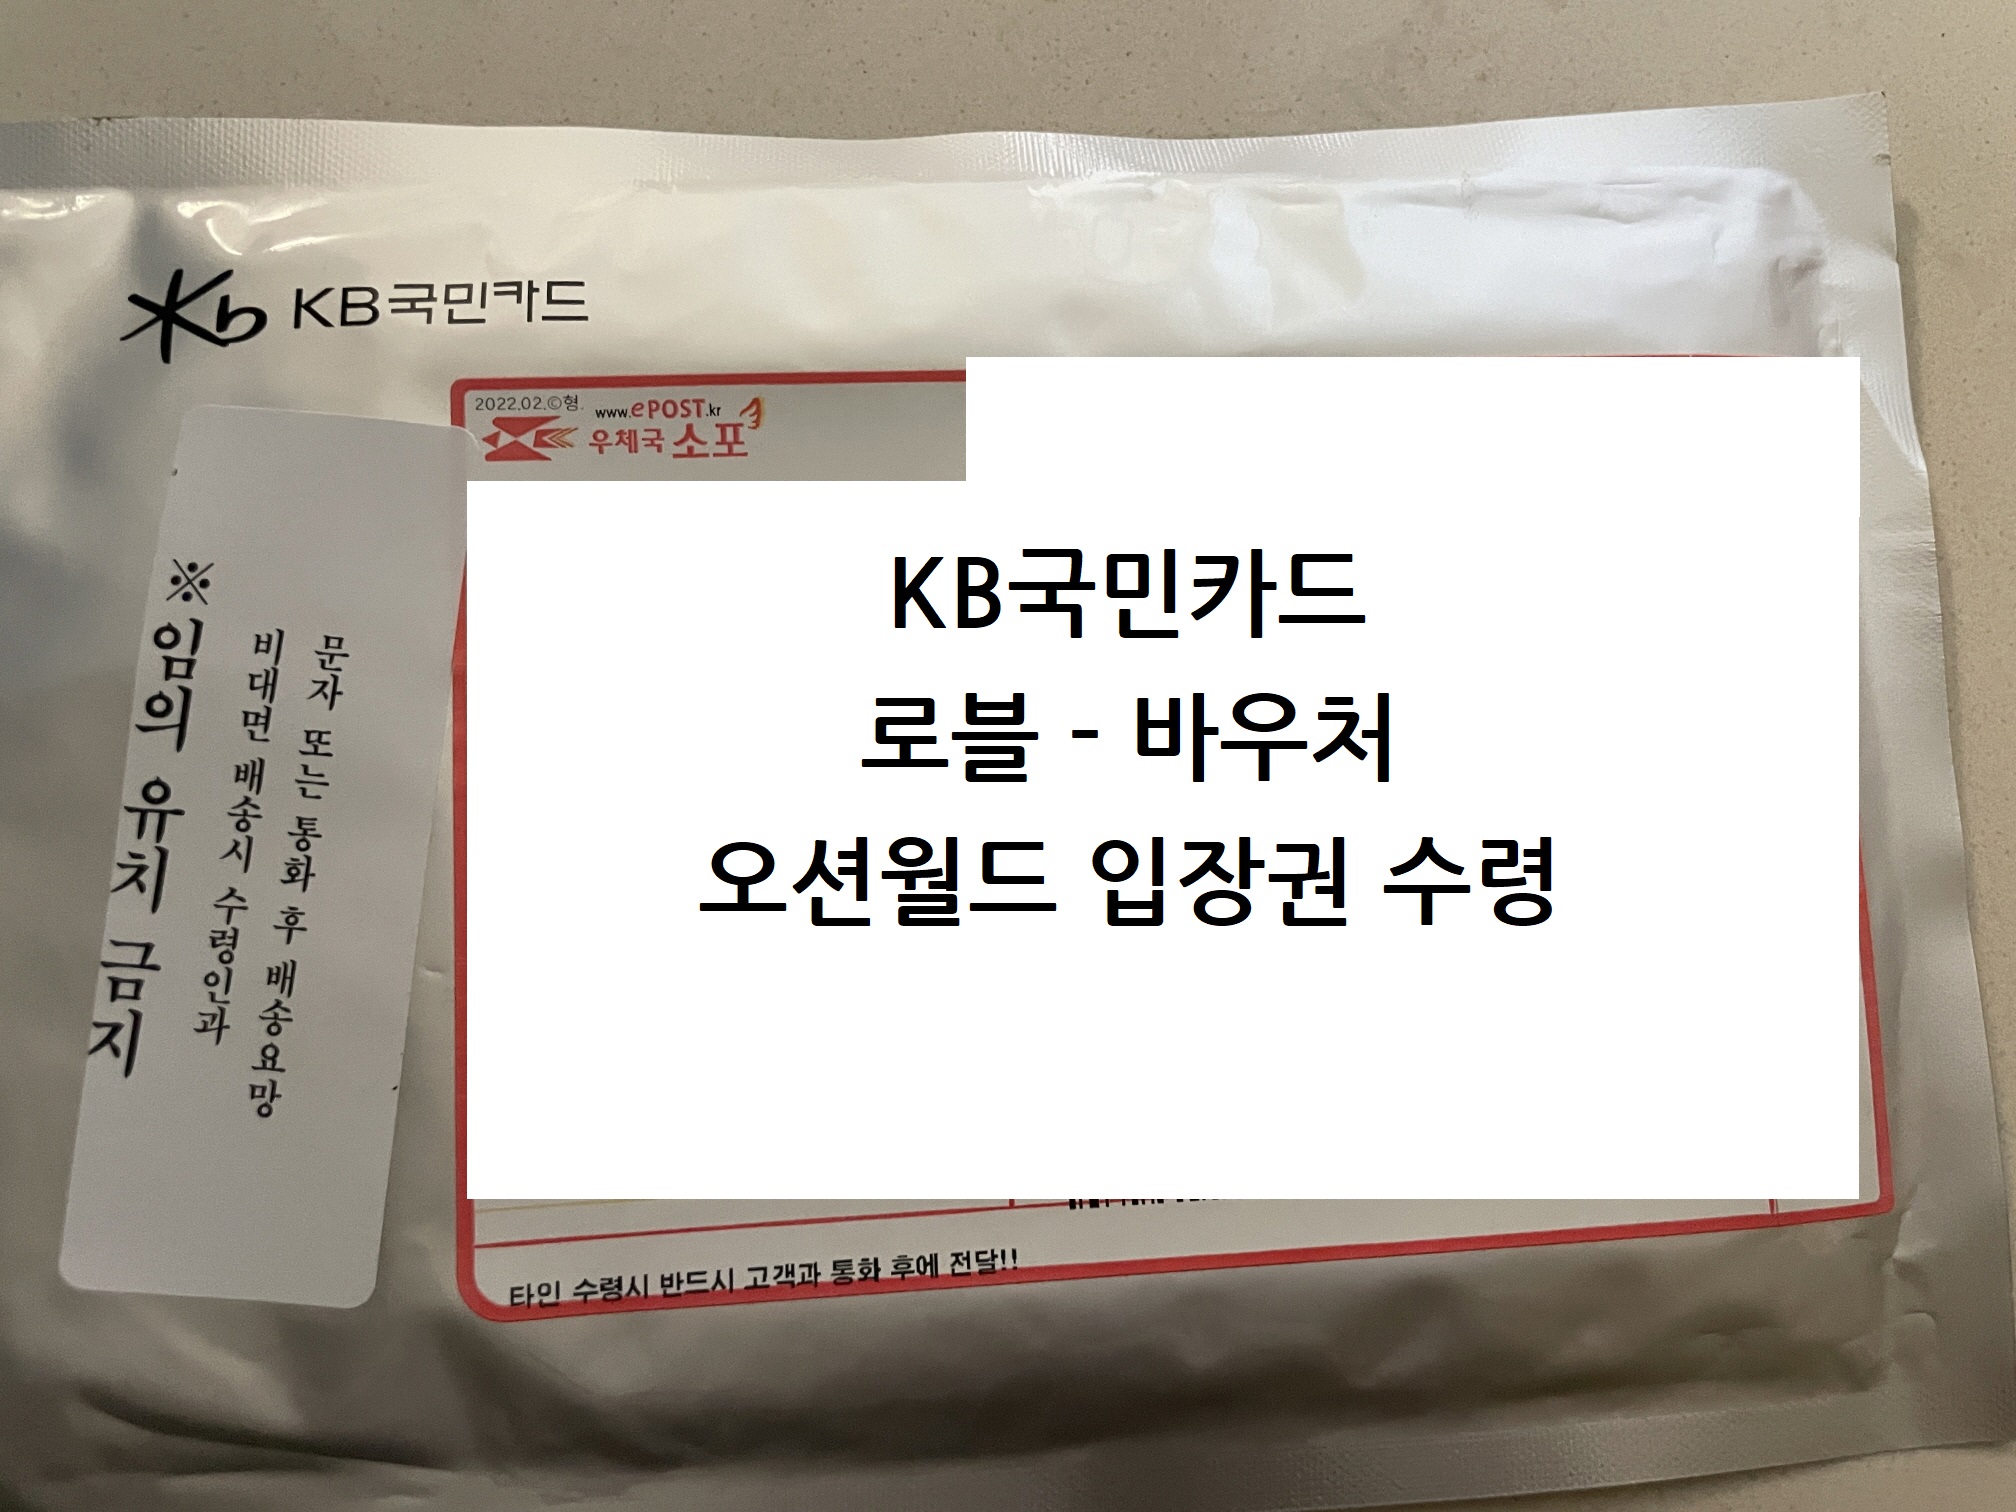 Kb KB국민카드
2022.02.©형.
www.ePOST.kr
우체국 소포
KB국민카드
로블 - 바우처
오션월드 입장권 수령
※임의 유치 금지
비대면 배송시 수령인과
문자 또는 통화 후 배송요망
타인 수령시 반드시 고객과 통화 후에 전달!!